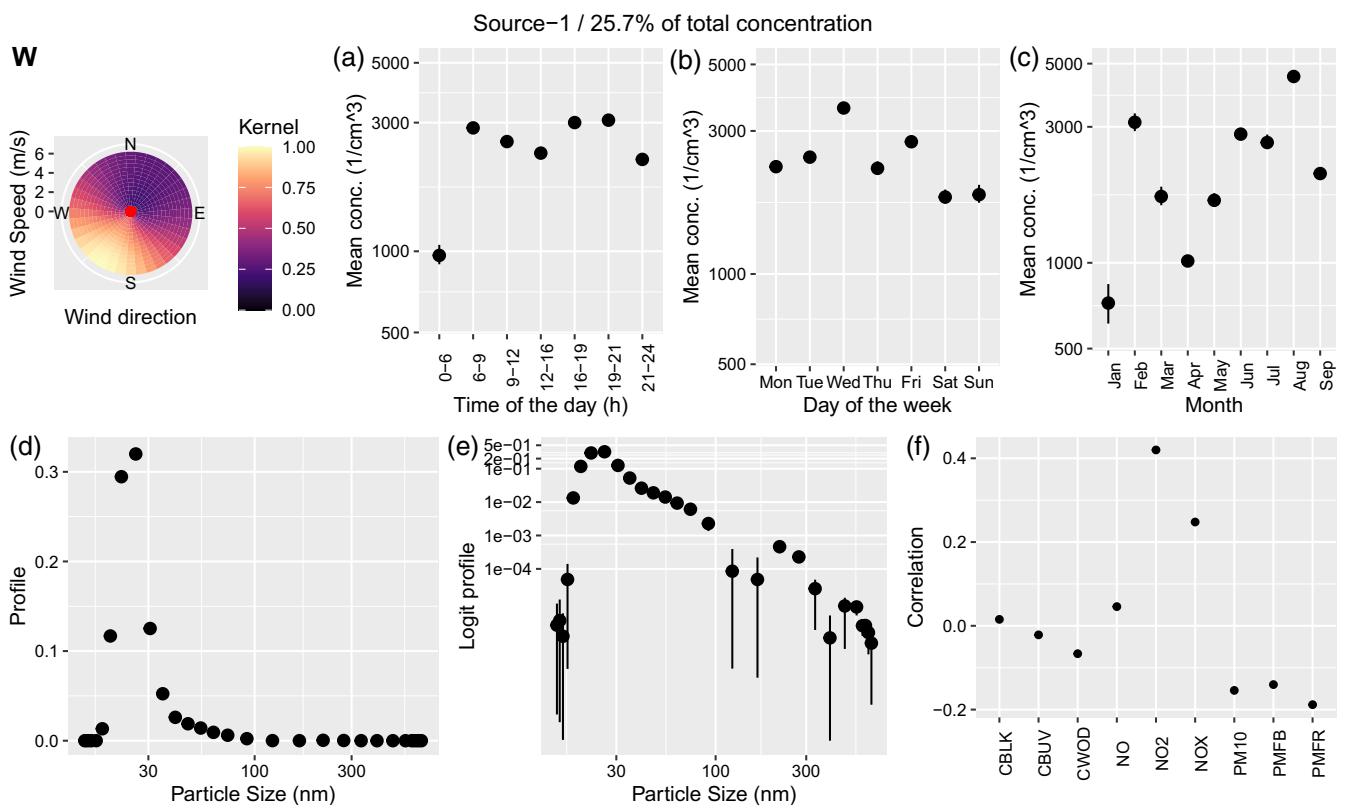 Source−1 / 25.7% of total concentration
W
Wind Speed (m/s)
6
4
2
0
N
W
E
S
Wind direction
Kernel
1.00
0.75
0.50
0.25
0.00
(a)
Mean conc. (1/cm^3)
5000
3000
1000
500
0−6
6−9
9−12
12−16
16−19
19−21
21−24
Time of the day (h)
(b)
Mean conc. (1/cm^3)
5000
3000
1000
500
Mon Tue Wed Thu Fri Sat Sun
Day of the week
(c)
Mean conc. (1/cm^3)
5000
3000
1000
500
Jan
Feb
Mar
Apr
May
Jun
Jul
Aug
Sep
Month
(d)
Profile
0.3
0.2
0.1
0.0
30 100 300
Particle Size (nm)
(e)
Logit profile
5e−01
2e−01
1e−01
1e−02
1e−03
1e−04
30 100 300
Particle Size (nm)
(f)
Correlation
0.4
0.2
0.0
−0.2
CBLK
CBUV
CWOD
NO
NO2
NOX
PM10
PMFB
PMFR